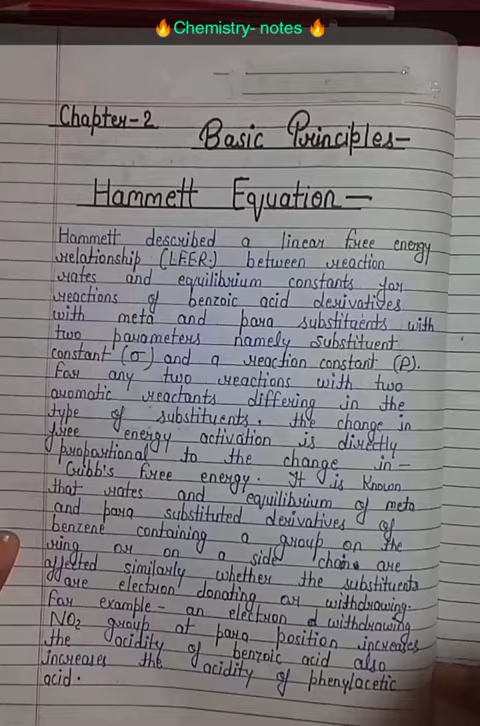 🔥Chemistry- notes 🔥
Chapter-2 Basic Principles-
Hammett Equation-
Hammett described a linear free energy
relationship (L.F.E.R.) between reaction
rates and equilibrium constants for
reactions of benzoic acid derivatives
with meta and para substituents with
two parameters namely substituent
constant (σ) and a reaction constant (ρ).
For any two reactions with two
aromatic reactants differing in the
type of substituents. the change in
free energy activation is directly
proportional to the change in-
Gibb's free energy. It is known
that rates and equilibrium of meta
and para substituted derivatives of
benzene containing a group on the
ring or on a side chain are
affected similarly whether the substituents
are electron donating or withdrawing.
For example- an electron withdrawing
NO2 group at para position increases
the acidity of benzoic acid also
increases the acidity of phenylacetic
acid.